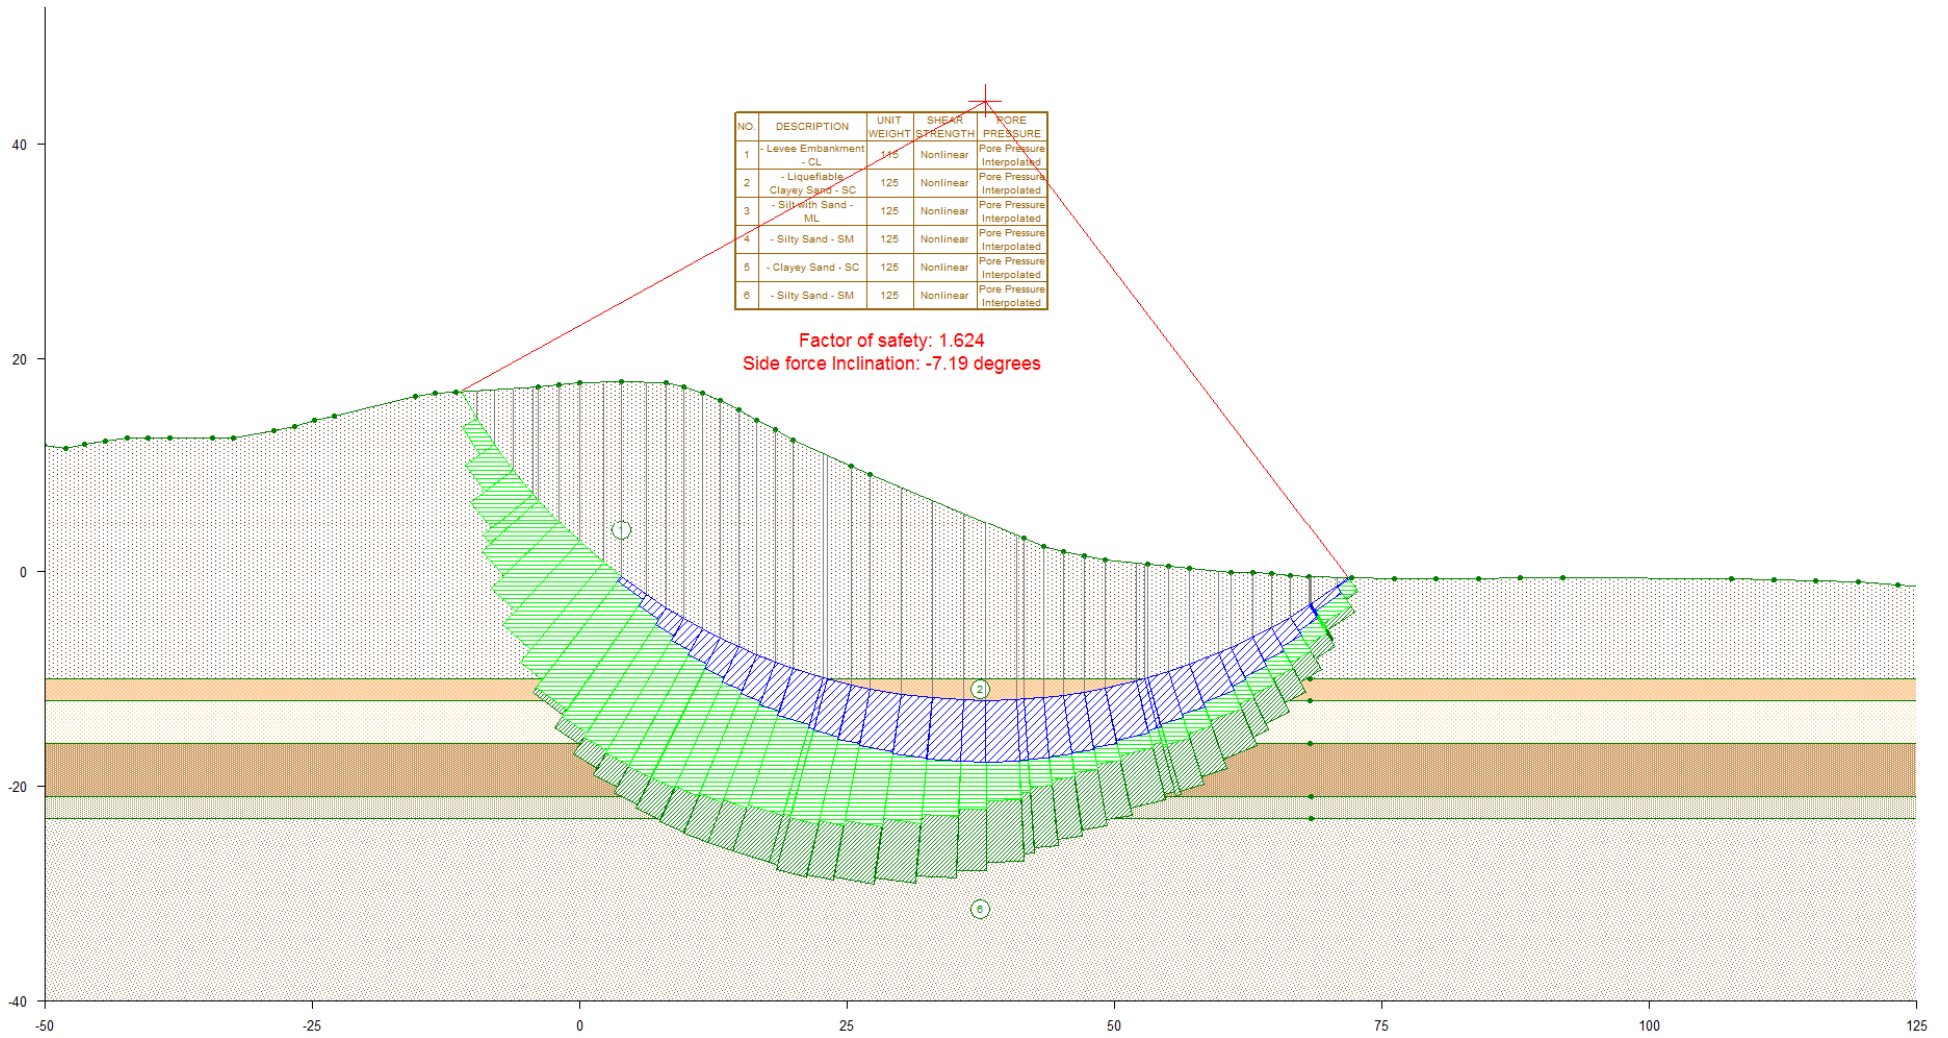 40
20
0
-20
-40
NO. DESCRIPTION UNIT WEIGHT SHEAR STRENGTH PORE PRESSURE
1 - Levee Embankment - CL 115 Nonlinear Pore Pressure Interpolated
2 - Liquefiable Clayey Sand - SC 125 Nonlinear Pore Pressure Interpolated
3 - Silt with Sand - ML 125 Nonlinear Pore Pressure Interpolated
4 - Silty Sand - SM 125 Nonlinear Pore Pressure Interpolated
5 - Clayey Sand - SC 125 Nonlinear Pore Pressure Interpolated
6 - Silty Sand - SM 125 Nonlinear Pore Pressure Interpolated
Factor of safety: 1.624
Side force Inclination: -7.19 degrees
1
2
6
-50 -25 0 25 50 75 100 125